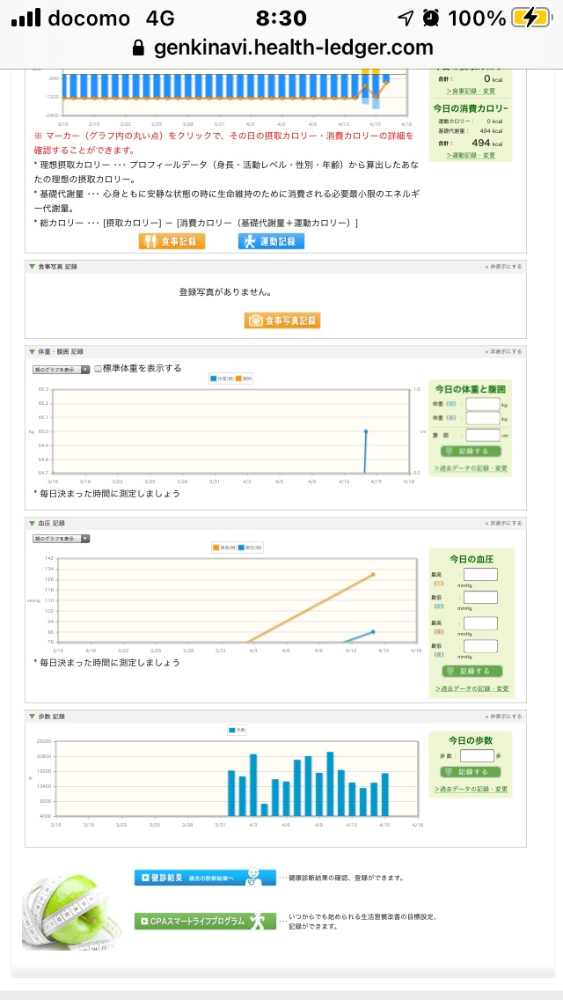 docomo 4G 8:30 100%
genkinavi.health-ledger.com
-240
-1320
-2400
3/16 3/19 3/22 3/25 3/28 3/31 4/3 4/6 4/9 4/12 4/15 4/18
合計： 0 kcal
>食事記録・変更
今日の消費カロリー
運動カロリー： 0 kcal
基礎代謝量： 494 kcal
合計： 494 kcal
>運動記録・変更
※ マーカー（グラフ内の丸い点）をクリックで、その日の摂取カロリー・消費カロリーの詳細を
確認することができます。
* 理想摂取カロリー ･･･ プロフィールデータ（身長・活動レベル・性別・年齢）から算出したあな
たの理想の摂取カロリー。
* 基礎代謝量 ･･･ 心身ともに安静な状態の時に生命維持のために消費される必要最小限のエネルギ
ー代謝量。
* 総カロリー ･･･ [摂取カロリー] − [消費カロリー（基礎代謝量＋運動カロリー）]
食事記録 運動記録
▼ 食事写真 記録 × 非表示にする
登録写真がありません。
食事写真記録
▼ 体重・腹囲 記録 × 非表示にする
朝のグラフを表示 標準体重を表示する
体重(朝) 腹囲
65.3 1.0
65.2
65.1
Kg 65.0 cm
64.9
64.8
64.7 0.0
3/16 3/19 3/22 3/25 3/28 3/31 4/3 4/6 4/9 4/12 4/15 4/18
今日の体重と腹囲
体重（朝）： kg
体重（夜）： kg
腹 囲 ： cm
記録する
>過去データの記録・変更
* 毎日決まった時間に測定しましょう
▼ 血圧 記録 × 非表示にする
朝のグラフを表示
最高(朝) 最低(朝)
142
134
126
118
mmHg 110
102
94
86
78
3/16 3/19 3/22 3/25 3/28 3/31 4/3 4/6 4/9 4/12 4/15 4/18
今日の血圧
最高（朝）： mmHg
最低（朝）： mmHg
最高（夜）： mmHg
最低（夜）： mmHg
記録する
>過去データの記録・変更
* 毎日決まった時間に測定しましょう
▼ 歩数 記録 × 非表示にする
歩数
25000
20800
16600
歩 12400
8200
4000
3/16 3/19 3/22 3/25 3/28 3/31 4/3 4/6 4/9 4/12 4/15 4/18
今日の歩数
歩 数 ： 歩
記録する
>過去データの記録・変更
健診結果 過去の診断結果へ ･･･健康診断結果の確認、登録ができます。
CPAスマートライフプログラム ･･･いつからでも始められる生活習慣改善の目標設定、
記録ができます。